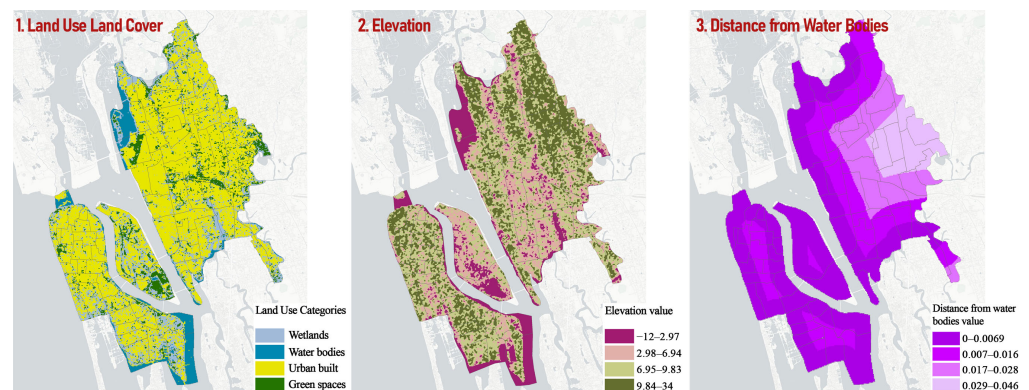 1. Land Use Land Cover
Land Use Categories
Wetlands
Water bodies
Urban built
Green spaces
2. Elevation
Elevation value
−12–2.97
2.98–6.94
6.95–9.83
9.84–34
3. Distance from Water Bodies
Distance from water
bodies value
0–0.0069
0.007–0.016
0.017–0.028
0.029–0.046